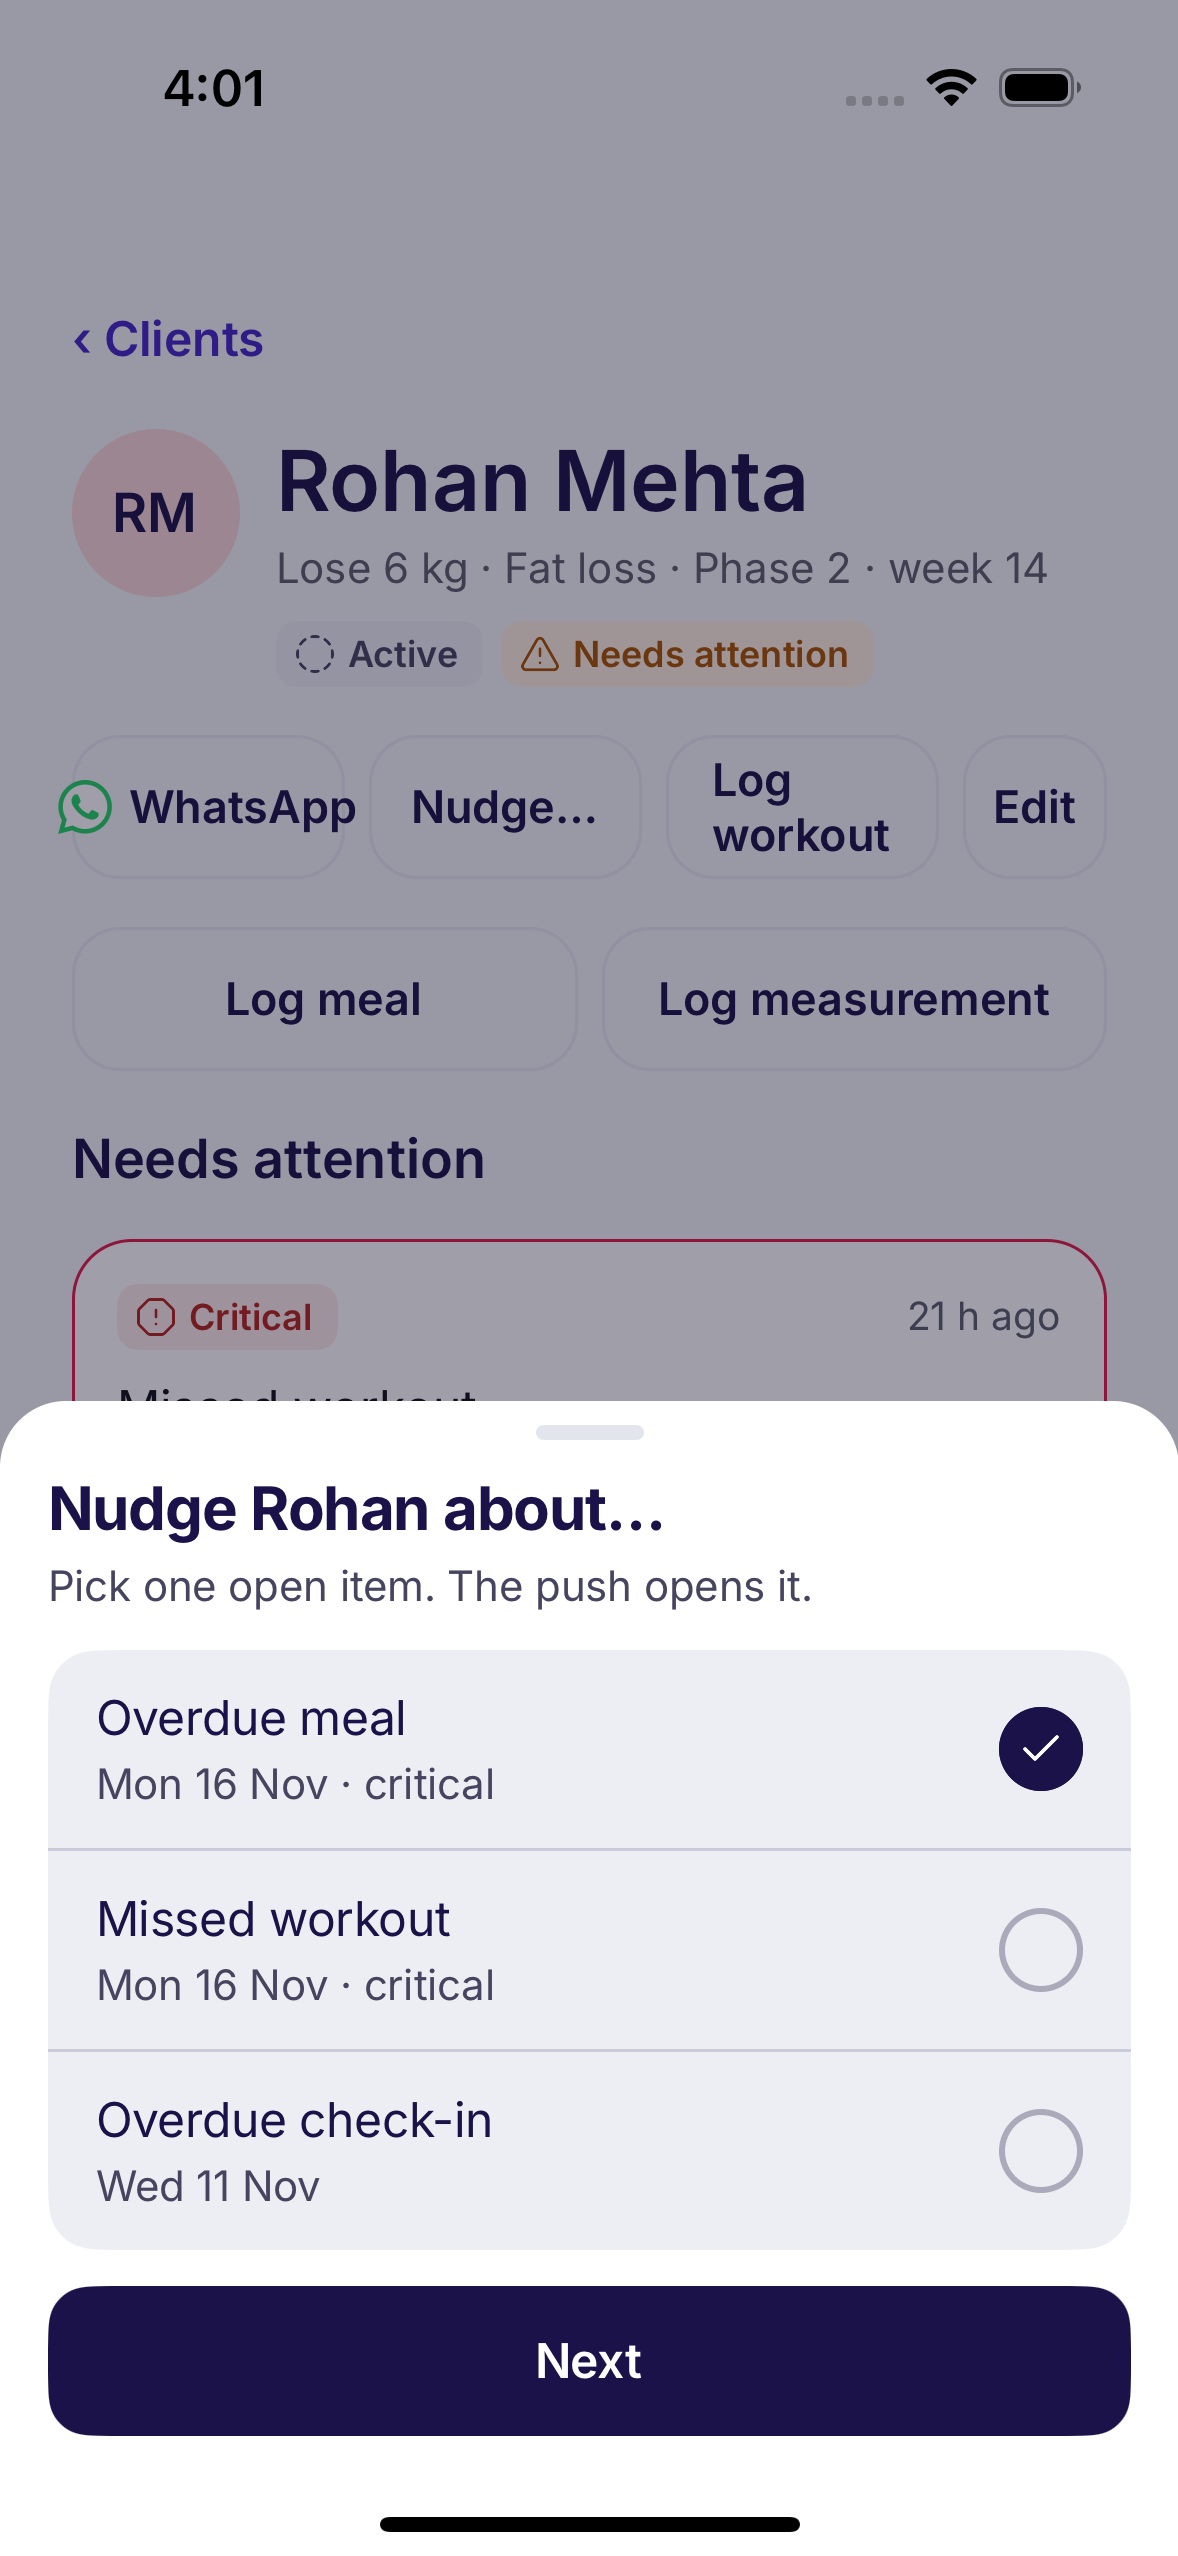 4:01
‹ Clients
RM
Rohan Mehta
Lose 6 kg · Fat loss · Phase 2 · week 14
Active
Needs attention
WhatsApp
Nudge...
Log
workout
Edit
Log meal
Log measurement
Needs attention
Critical
21 h ago
Missed workout
Nudge Rohan about...
Pick one open item. The push opens it.
Overdue meal
Mon 16 Nov · critical
Missed workout
Mon 16 Nov · critical
Overdue check-in
Wed 11 Nov
Next